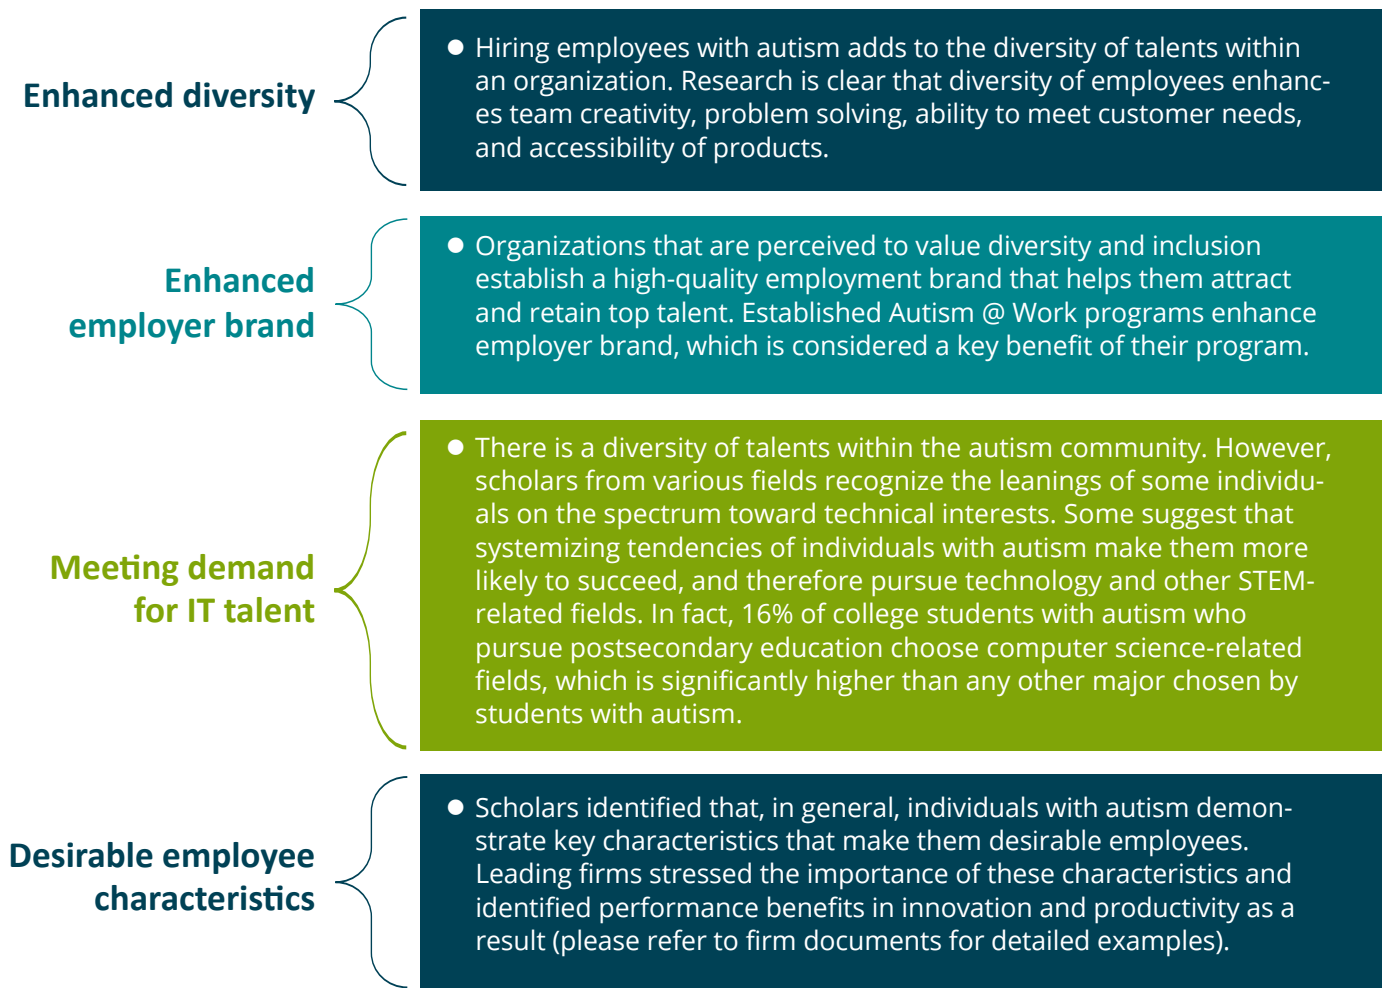 Enhanced diversity
● Hiring employees with autism adds to the diversity of talents within
an organization. Research is clear that diversity of employees enhanc-
es team creativity, problem solving, ability to meet customer needs,
and accessibility of products.
Enhanced
employer brand
● Organizations that are perceived to value diversity and inclusion
establish a high-quality employment brand that helps them attract
and retain top talent. Established Autism @ Work programs enhance
employer brand, which is considered a key benefit of their program.
Meeting demand
for IT talent
● There is a diversity of talents within the autism community. However,
scholars from various fields recognize the leanings of some individu-
als on the spectrum toward technical interests. Some suggest that
systemizing tendencies of individuals with autism make them more
likely to succeed, and therefore pursue technology and other STEM-
related fields. In fact, 16% of college students with autism who
pursue postsecondary education choose computer science-related
fields, which is significantly higher than any other major chosen by
students with autism.
Desirable employee
characteristics
● Scholars identified that, in general, individuals with autism demon-
strate key characteristics that make them desirable employees.
Leading firms stressed the importance of these characteristics and
identified performance benefits in innovation and productivity as a
result (please refer to firm documents for detailed examples).